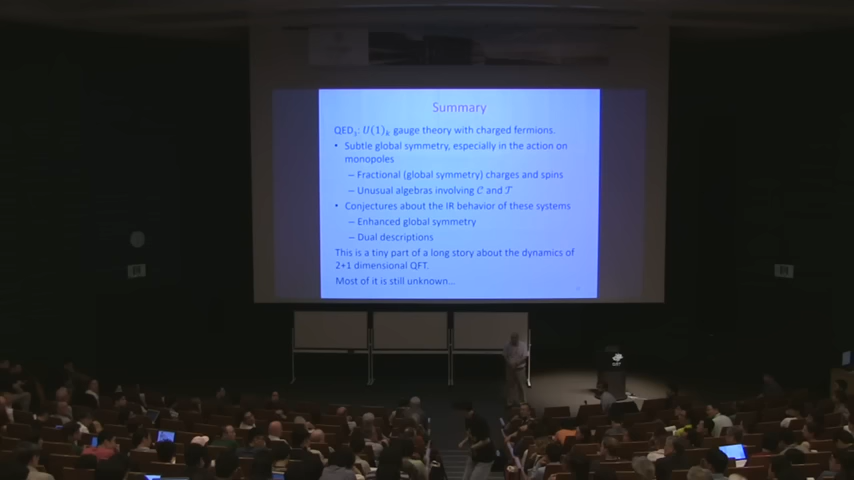 Summary
QED₃: U(1)ₖ gauge theory with charged fermions.
• Subtle global symmetry, especially in the action on
monopoles
– Fractional (global symmetry) charges and spins
– Unusual algebras involving 𝒞 and 𝒯
• Conjectures about the IR behavior of these systems
– Enhanced global symmetry
– Dual descriptions
This is a tiny part of a long story about the dynamics of
2+1 dimensional QFT.
Most of it is still unknown...